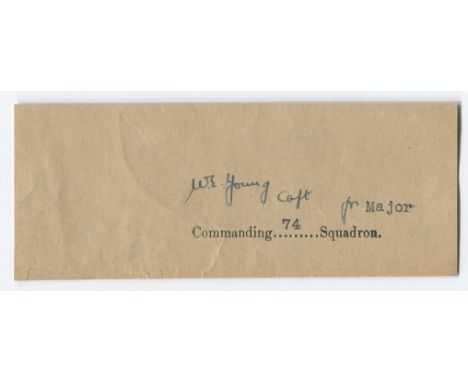 W.E. Young Capt for Major
74
Commanding.........Squadron.